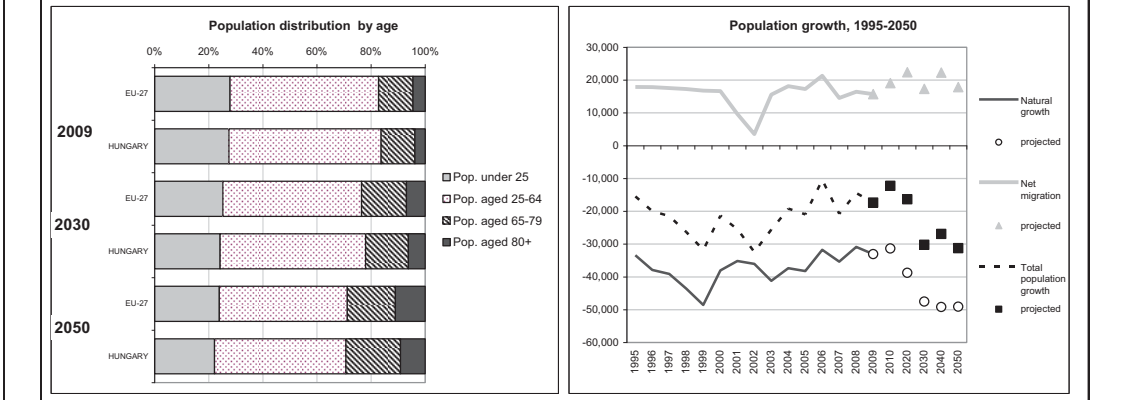 Population distribution by age
0% 20% 40% 60% 80% 100%
2009
EU-27
HUNGARY
2030
EU-27
HUNGARY
2050
EU-27
HUNGARY
Pop. under 25
Pop. aged 25-64
Pop. aged 65-79
Pop. aged 80+
Population growth, 1995-2050
30,000
20,000
10,000
0
-10,000
-20,000
-30,000
-40,000
-50,000
-60,000
1995 1996 1997 1998 1999 2000 2001 2002 2003 2004 2005 2006 2007 2008 2009 2010 2020 2030 2040 2050
Natural
growth
projected
Net
migration
projected
Total
population
growth
projected